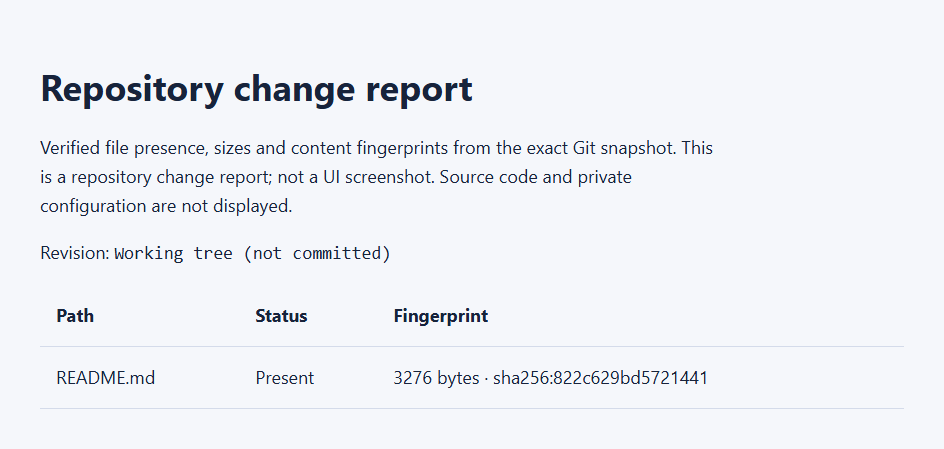 Repository change report
Verified file presence, sizes and content fingerprints from the exact Git snapshot. This
is a repository change report; not a UI screenshot. Source code and private
configuration are not displayed.
Revision: Working tree (not committed)
Path Status Fingerprint
README.md Present 3276 bytes · sha256:822c629bd5721441